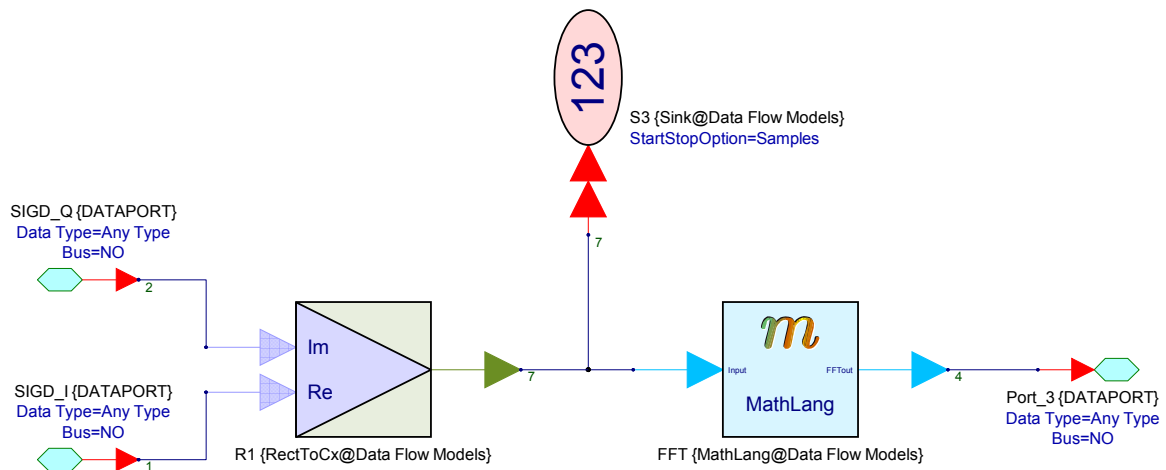 123
S3 {Sink@Data Flow Models}
StartStopOption=Samples
7
SIGD_Q {DATAPORT}
Data Type=Any Type
Bus=NO
2
Im
Re
7
R1 {RectToCx@Data Flow Models}
SIGD_I {DATAPORT}
Data Type=Any Type
Bus=NO
1
m
Input
FFTout
MathLang
FFT {MathLang@Data Flow Models}
4
Port_3 {DATAPORT}
Data Type=Any Type
Bus=NO